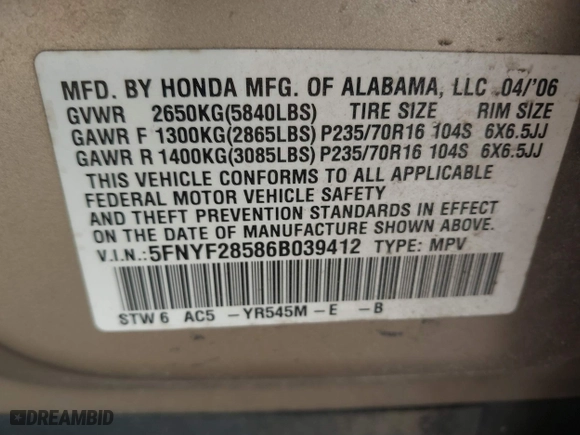 MFD. BY HONDA MFG. OF ALABAMA, LLC 04/'06
GVWR 2650KG(5840LBS) TIRE SIZE RIM SIZE
GAWR F 1300KG(2865LBS) P235/70R16 104S 6X6.5JJ
GAWR R 1400KG(3085LBS) P235/70R16 104S 6X6.5JJ
THIS VEHICLE CONFORMS TO ALL APPLICABLE
FEDERAL MOTOR VEHICLE SAFETY
AND THEFT PREVENTION STANDARDS IN EFFECT
ON THE DATE OF MANUFACTURE SHOWN ABOVE.
V.I.N.:5FNYF28586B039412 TYPE: MPV
STW6 AC5 -YR545M-E -B
DREAMBID